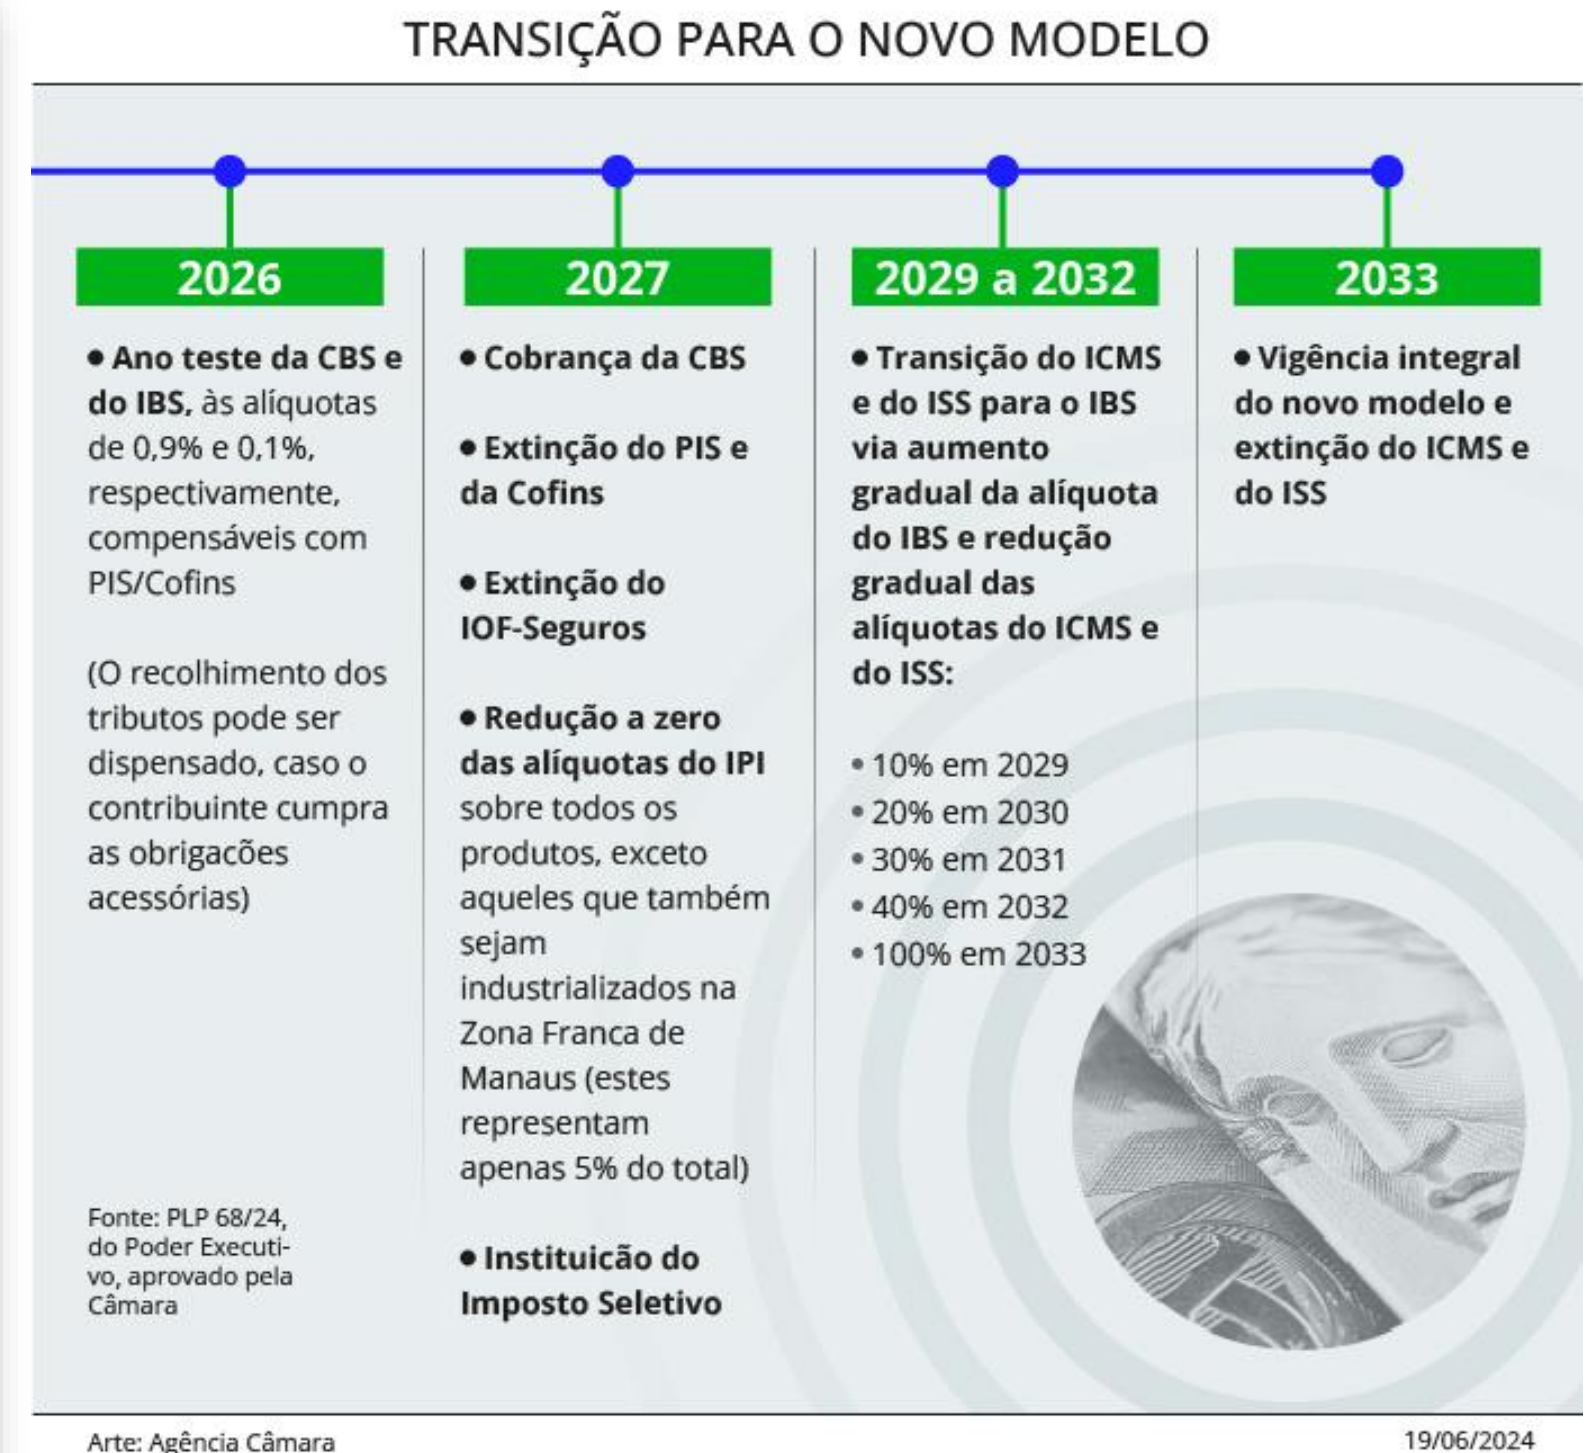 TRANSIÇÃO PARA O NOVO MODELO
2026
• Ano teste da CBS e
do IBS, às alíquotas
de 0,9% e 0,1%,
respectivamente,
compensáveis com
PIS/Cofins
(O recolhimento dos
tributos pode ser
dispensado, caso o
contribuinte cumpra
as obrigacões
acessórias)
Fonte: PLP 68/24,
do Poder Executi-
vo, aprovado pela
Câmara
2027
• Cobrança da CBS
• Extinção do PIS e
da Cofins
• Extinção do
IOF-Seguros
• Redução a zero
das alíquotas do IPI
sobre todos os
produtos, exceto
aqueles que também
sejam
industrializados na
Zona Franca de
Manaus (estes
representam
apenas 5% do total)
• Instituicão do
Imposto Seletivo
2029 a 2032
• Transição do ICMS
e do ISS para o IBS
via aumento
gradual da alíquota
do IBS e redução
gradual das
alíquotas do ICMS e
do ISS:
• 10% em 2029
• 20% em 2030
• 30% em 2031
• 40% em 2032
• 100% em 2033
2033
• Vigência integral
do novo modelo e
extinção do ICMS e
do ISS
Arte: Agência Câmara
19/06/2024